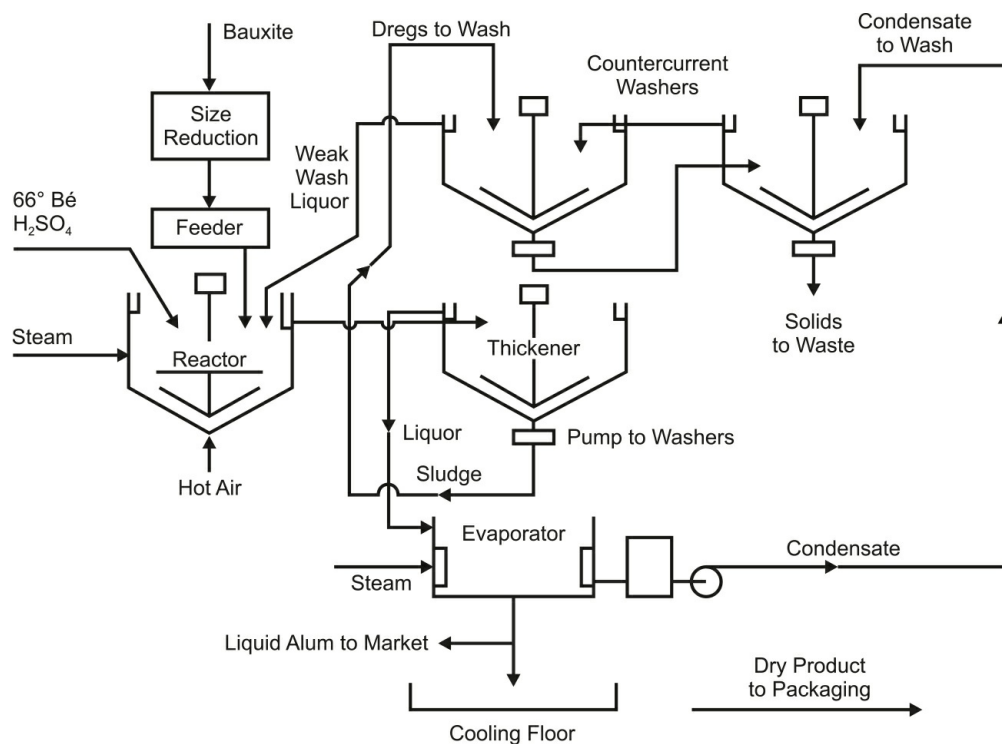 Bauxite
Dregs to Wash
Condensate
to Wash
Countercurrent
Washers
Size
Reduction
Weak
Wash
Liquor
66° Bé
H₂SO₄
Feeder
Steam
Reactor
Thickener
Solids
to Waste
Hot Air
Liquor
Pump to Washers
Sludge
Evaporator
Condensate
Steam
Liquid Alum to Market
Dry Product
to Packaging
Cooling Floor